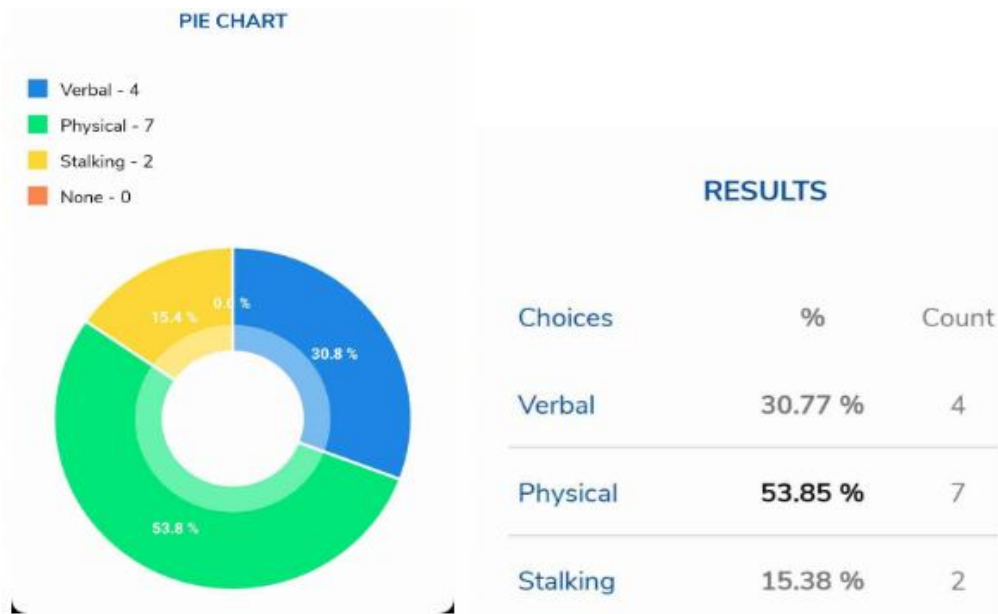 PIE CHART
Verbal - 4
Physical - 7
Stalking - 2
None - 0
0.0 %
15.4 %
30.8 %
53.8 %
RESULTS
Choices % Count
Verbal 30.77 % 4
Physical 53.85 % 7
Stalking 15.38 % 2